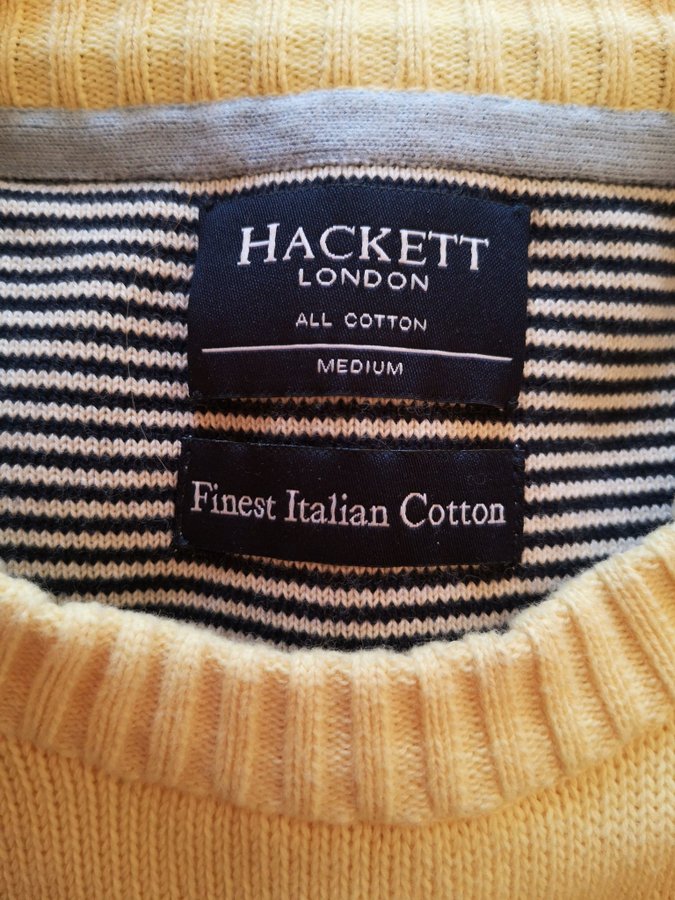 HACKETT
LONDON
ALL COTTON
MEDIUM
Finest Italian Cotton